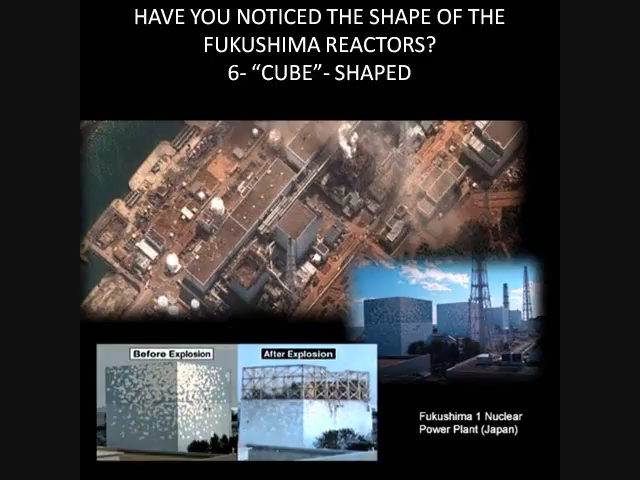 HAVE YOU NOTICED THE SHAPE OF THE
FUKUSHIMA REACTORS?
6- “CUBE”- SHAPED
Before Explosion
After Explosion
Fukushima 1 Nuclear
Power Plant (Japan)